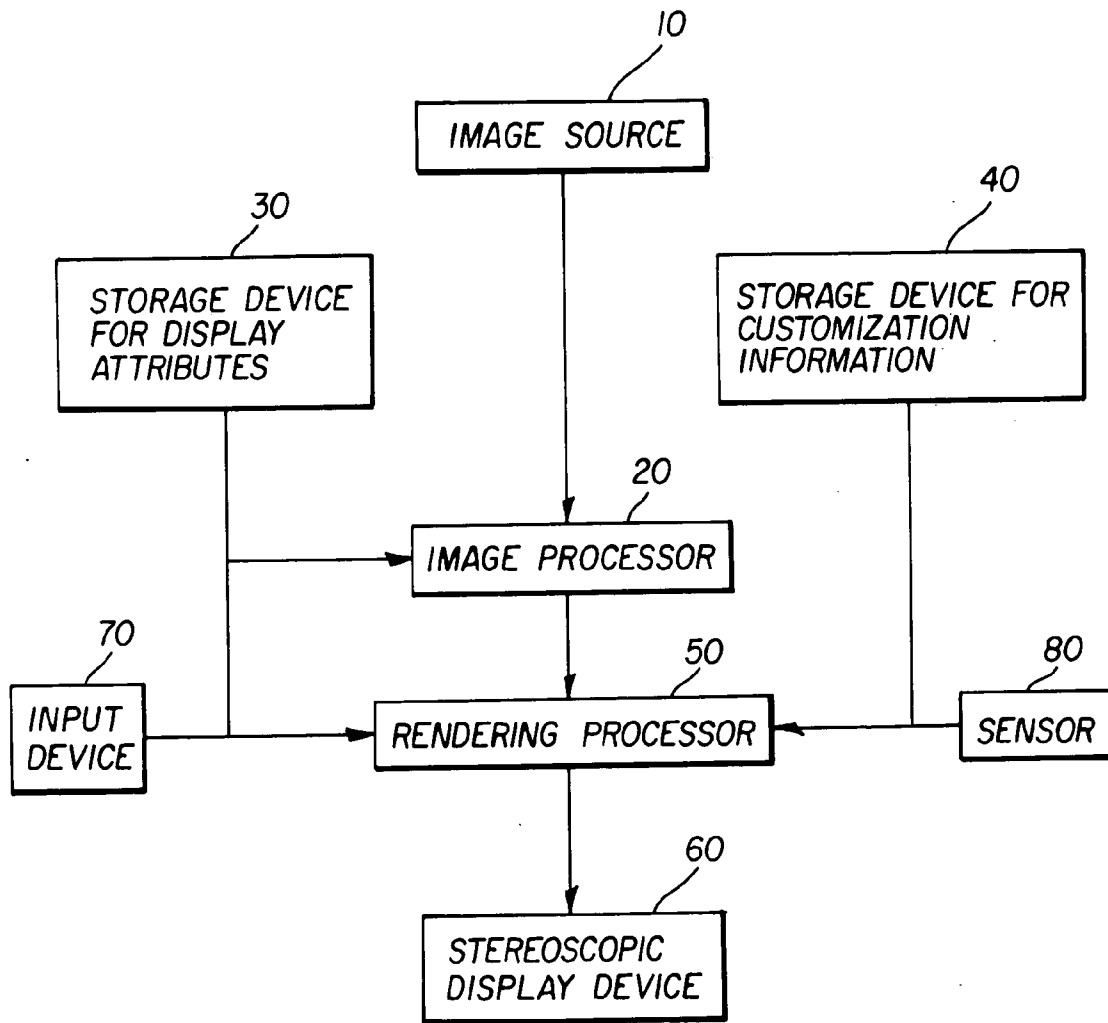 10
IMAGE SOURCE
30
STORAGE DEVICE
FOR DISPLAY
ATTRIBUTES
40
STORAGE DEVICE FOR
CUSTOMIZATION
INFORMATION
20
IMAGE PROCESSOR
70
INPUT
DEVICE
50
RENDERING PROCESSOR
80
SENSOR
60
STEREOSCOPIC
DISPLAY DEVICE